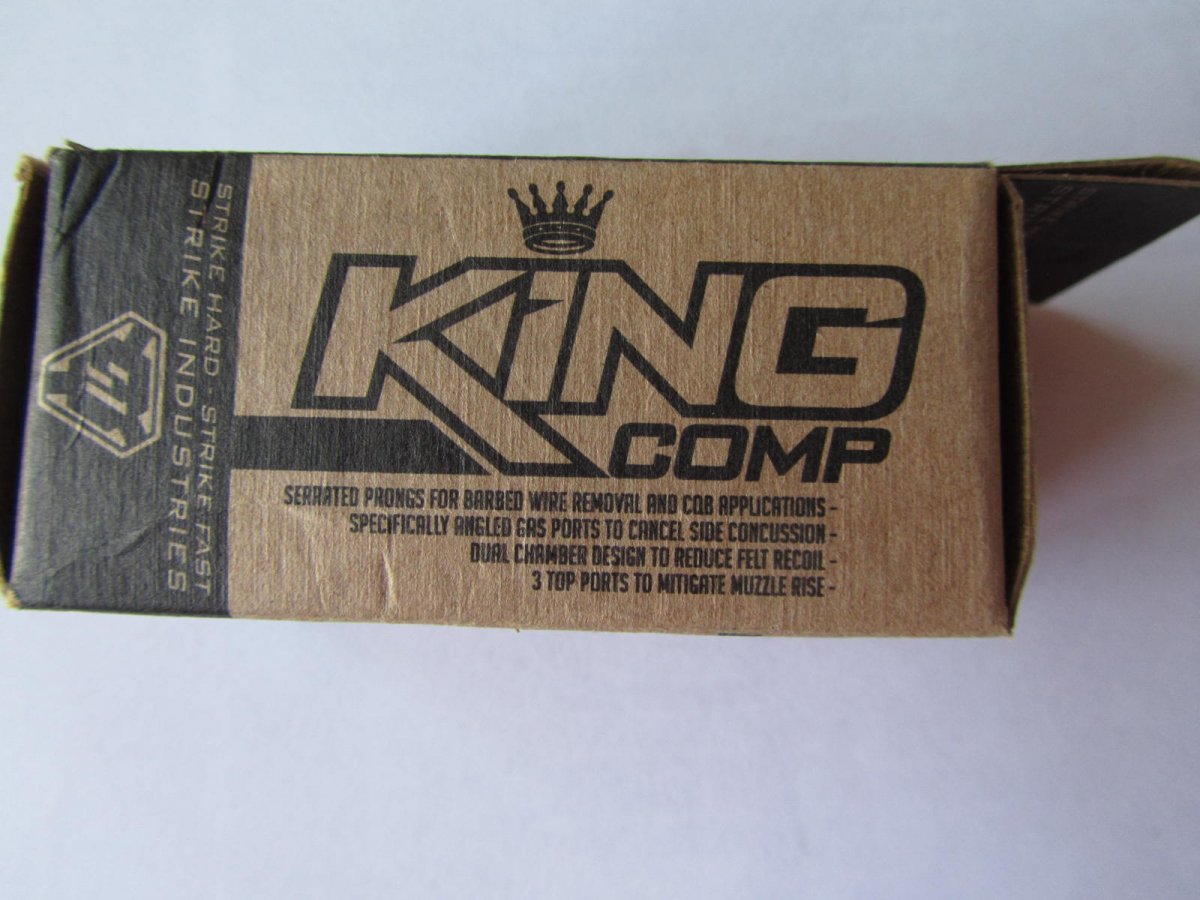 STRIKE HARD · STRIKE FAST
STRIKE INDUSTRIES
KiNG
COMP
SERRATED PRONGS FOR BARBED WIRE REMOVAL AND CQB APPLICATIONS -
SPECIFICALLY ANGLED GAS PORTS TO CANCEL SIDE CONCUSSION -
DUAL CHAMBER DESIGN TO REDUCE FELT RECOIL -
3 TOP PORTS TO MITIGATE MUZZLE RISE -